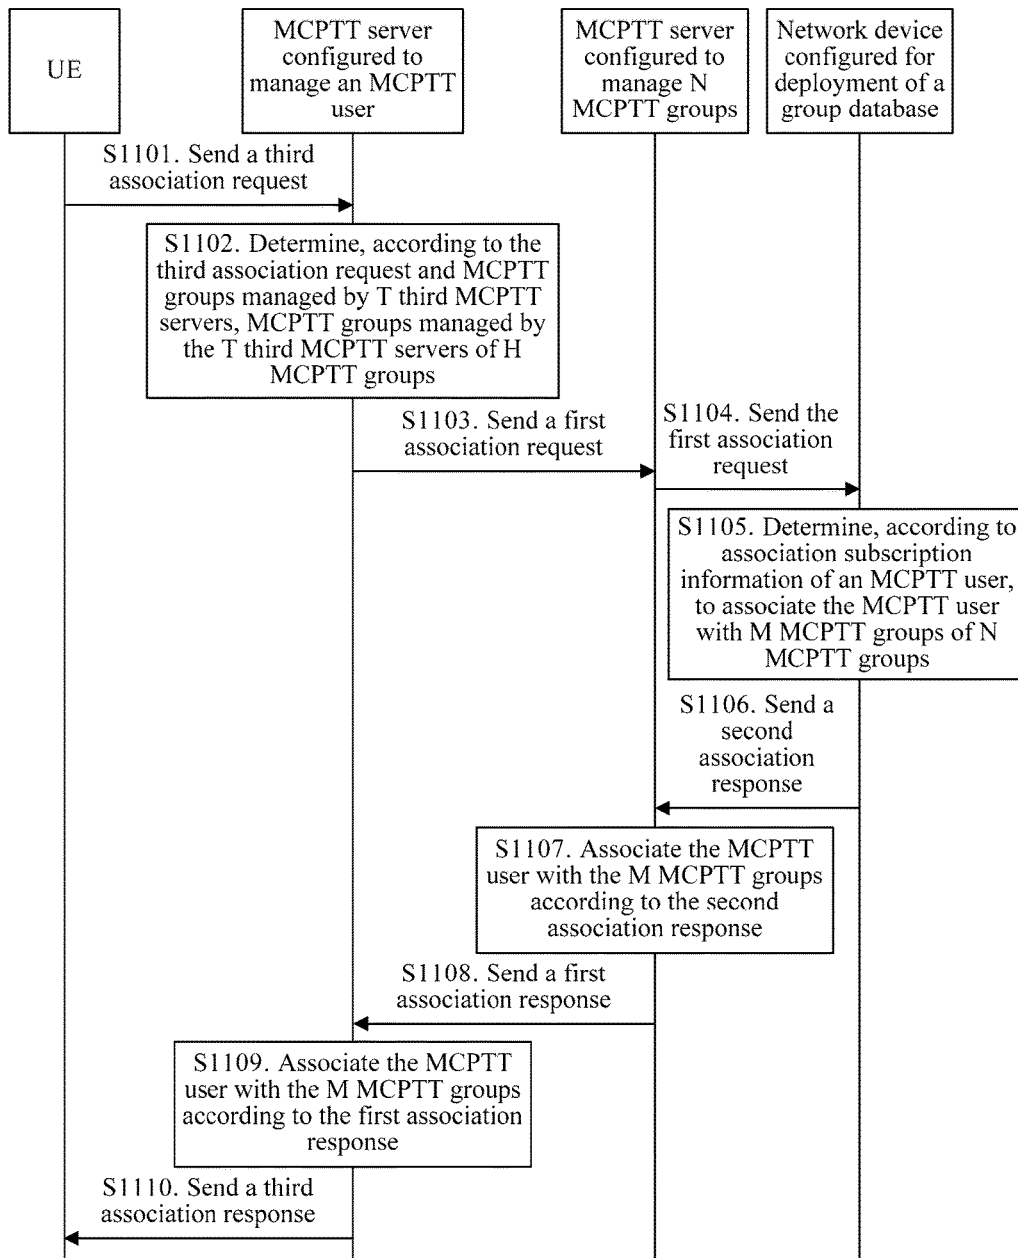 UE
MCPTT server
configured to
manage an MCPTT
user
MCPTT server
configured to
manage N
MCPTT groups
Network device
configured for
deployment of a
group database
S1101. Send a third
association request
S1102. Determine, according to the
third association request and MCPTT
groups managed by T third MCPTT
servers, MCPTT groups managed by
the T third MCPTT servers of H
MCPTT groups
S1103. Send a first
association request
S1104. Send the
first association
request
S1105. Determine, according to
association subscription
information of an MCPTT user,
to associate the MCPTT user
with M MCPTT groups of N
MCPTT groups
S1106. Send a
second
association
response
S1107. Associate the MCPTT
user with the M MCPTT groups
according to the second
association response
S1108. Send a first
association response
S1109. Associate the MCPTT
user with the M MCPTT groups
according to the first association
response
S1110. Send a third
association response